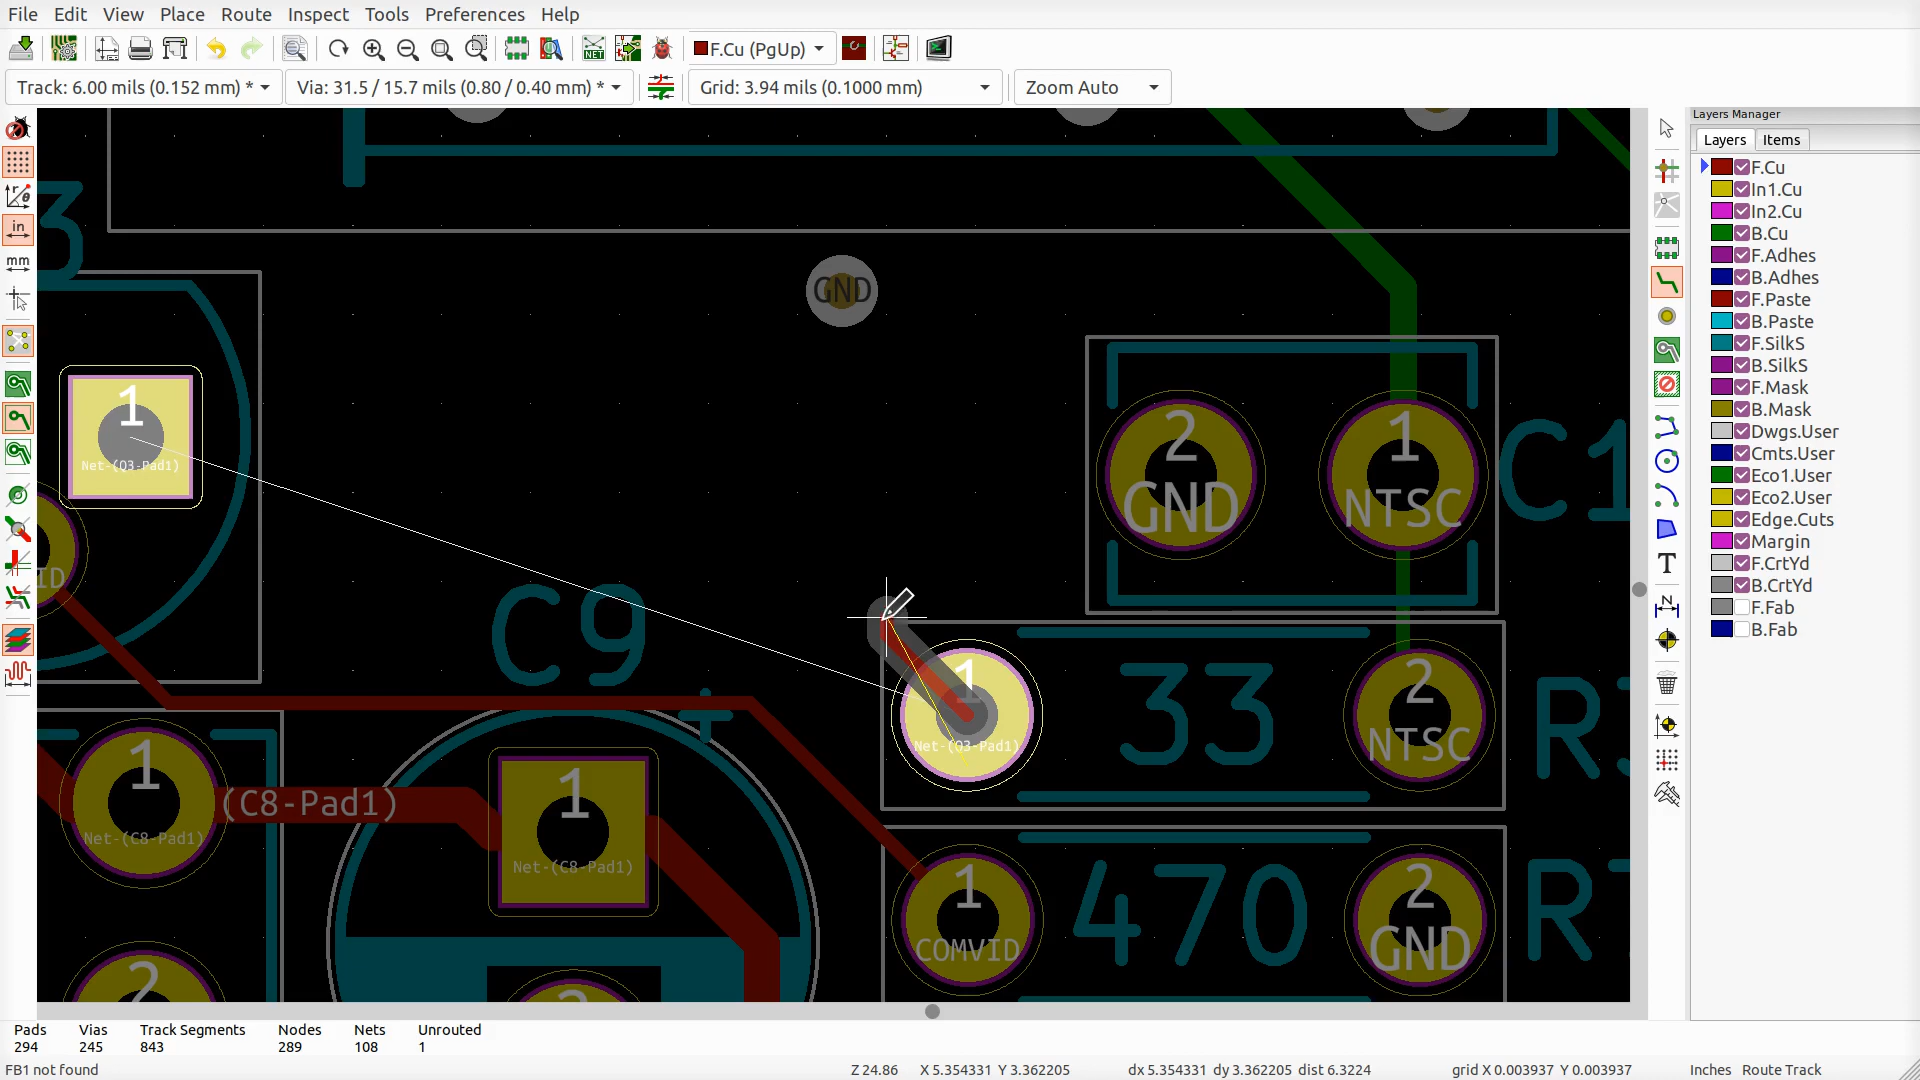 File Edit View Place Route Inspect Tools Preferences Help
F.Cu (PgUp)
Track: 6.00 mils (0.152 mm) * Via: 31.5 / 15.7 mils (0.80 / 0.40 mm) * Grid: 3.94 mils (0.1000 mm) Zoom Auto
Layers Manager
Layers Items
F.Cu
In1.Cu
In2.Cu
B.Cu
F.Adhes
B.Adhes
F.Paste
B.Paste
F.SilkS
B.SilkS
F.Mask
B.Mask
Dwgs.User
Cmts.User
Eco1.User
Eco2.User
Edge.Cuts
Margin
F.CrtYd
B.CrtYd
F.Fab
B.Fab
in
mm
NET
3
GND
1
Net-(Q3-Pad1)
2
GND
1
NTSC
C1
C9
1
Net-(Q3-Pad1)
33
2
NTSC
1
Net-(C8-Pad1)
(C8-Pad1)
1
Net-(C8-Pad1)
1
COMVID
470
2
GND
2
Pads Vias Track Segments Nodes Nets Unrouted
294 245 843 289 108 1
FB1 not found Z 24.86 X 5.354331 Y 3.362205 dx 5.354331 dy 3.362205 dist 6.3224 grid X 0.003937 Y 0.003937 Inches Route Track